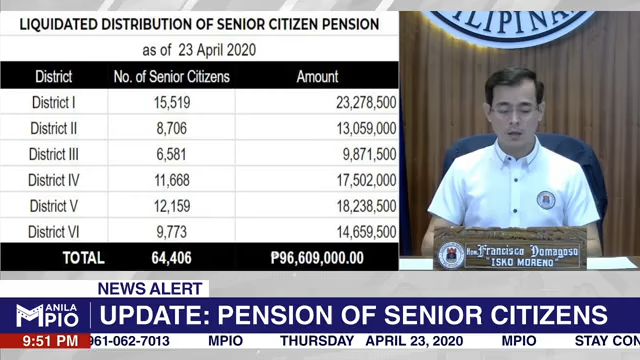 LIQUIDATED DISTRIBUTION OF SENIOR CITIZEN PENSION
as of 23 April 2020
District No. of Senior Citizens Amount
District I 15,519 23,278,500
District II 8,706 13,059,000
District III 6,581 9,871,500
District IV 11,668 17,502,000
District V 12,159 18,238,500
District VI 9,773 14,659,500
TOTAL 64,406 ₱96,609,000.00
PILIPINA
Hon. Francisco Domagoso
ISKO MORENO
NEWS ALERT
MANILA
MPIO
UPDATE: PENSION OF SENIOR CITIZENS
9:51 PM 961-062-7013 MPIO THURSDAY APRIL 23, 2020 MPIO STAY CON